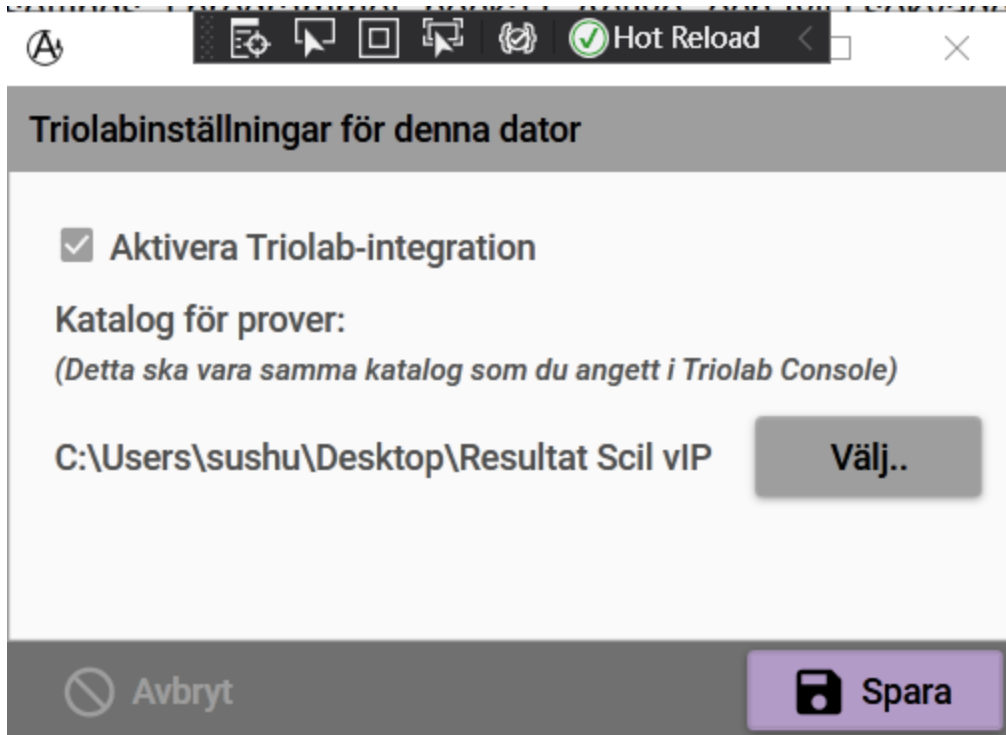 Hot Reload
Triolabinställningar för denna dator
Aktivera Triolab-integration
Katalog för prover:
(Detta ska vara samma katalog som du angett i Triolab Console)
C:\Users\sushu\Desktop\Resultat Scil vIP
Välj..
Avbryt
Spara